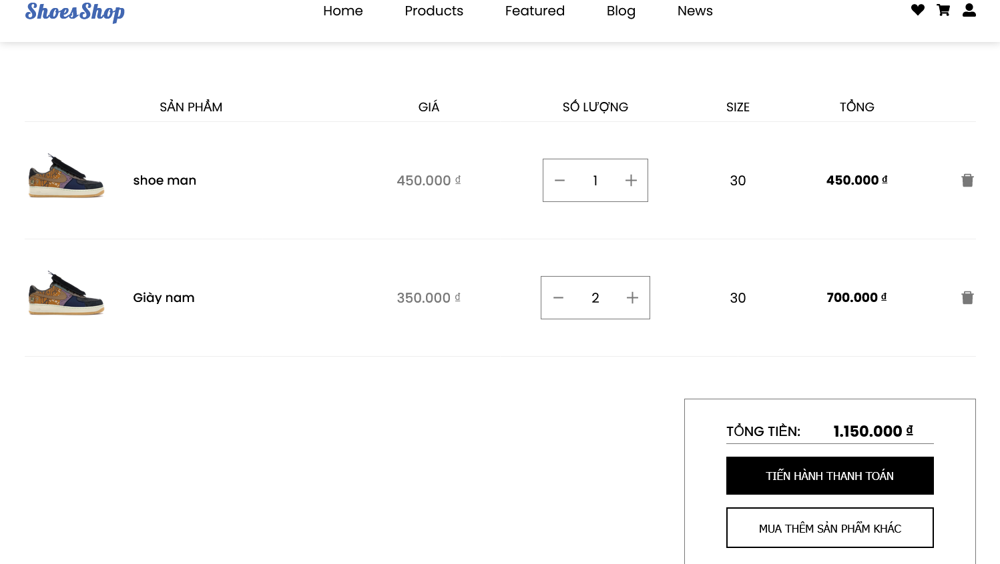 ShoesShop Home Products Featured Blog News
SẢN PHẨM GIÁ SỐ LƯỢNG SIZE TỔNG
shoe man 450.000 ₫ − 1 + 30 450.000 ₫
Giày nam 350.000 ₫ − 2 + 30 700.000 ₫
TỔNG TIỀN: 1.150.000 ₫
TIẾN HÀNH THANH TOÁN
MUA THÊM SẢN PHẨM KHÁC